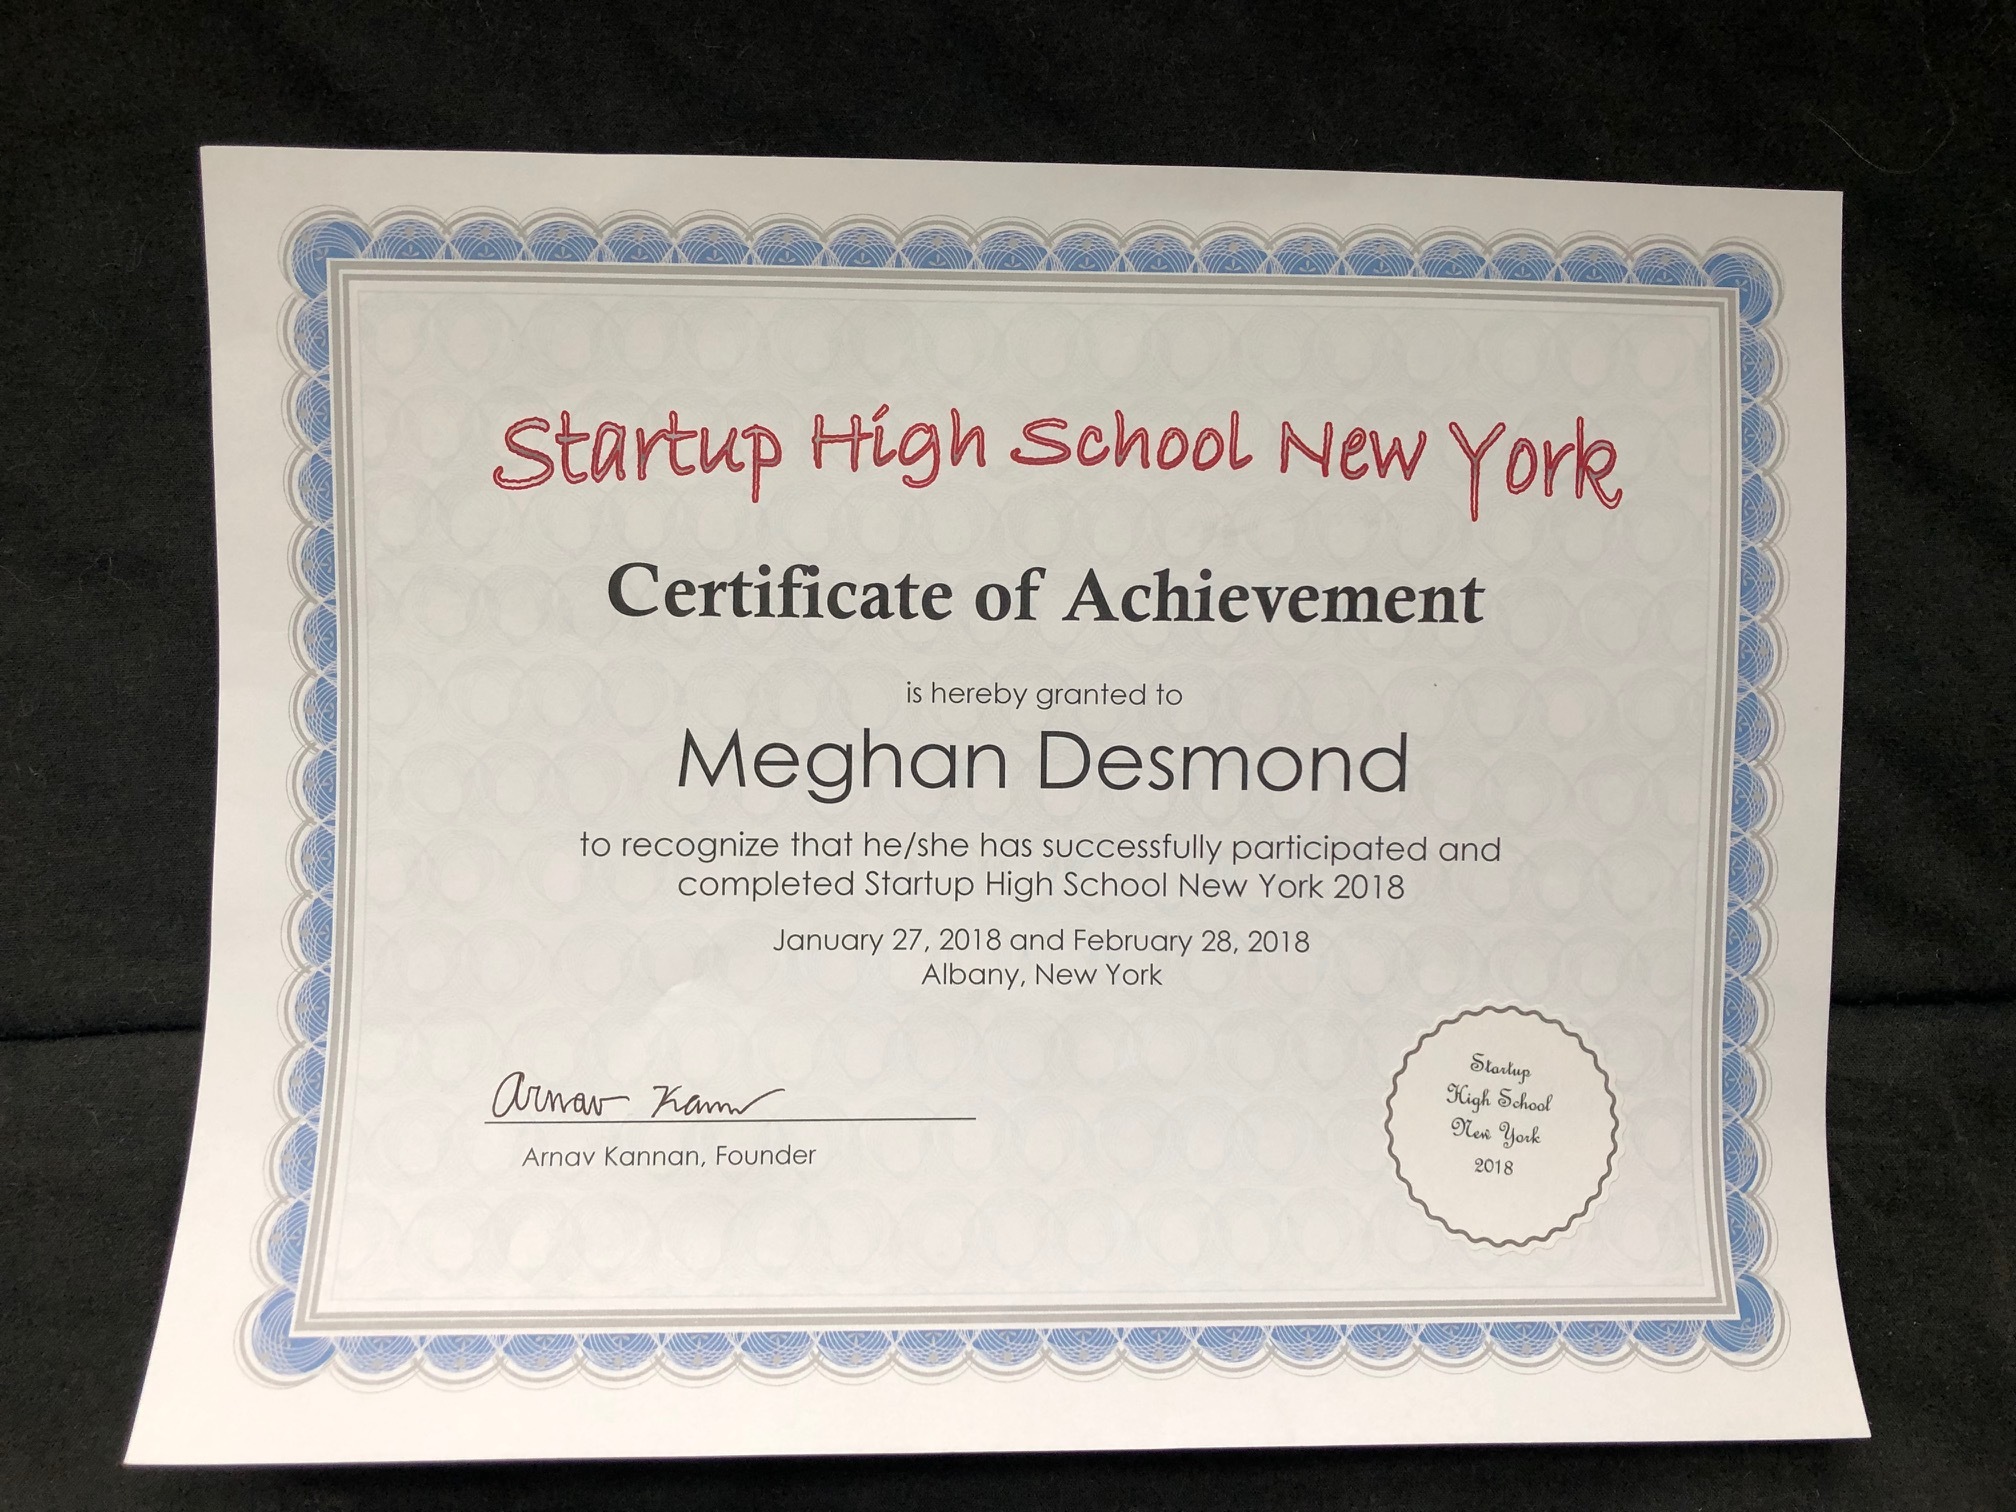 Startup High School New York
Certificate of Achievement
is hereby granted to
Meghan Desmond
to recognize that he/she has successfully participated and
completed Startup High School New York 2018
January 27, 2018 and February 28, 2018
Albany, New York
Arnav Kann
Arnav Kannan, Founder
Startup
High School
New York
2018